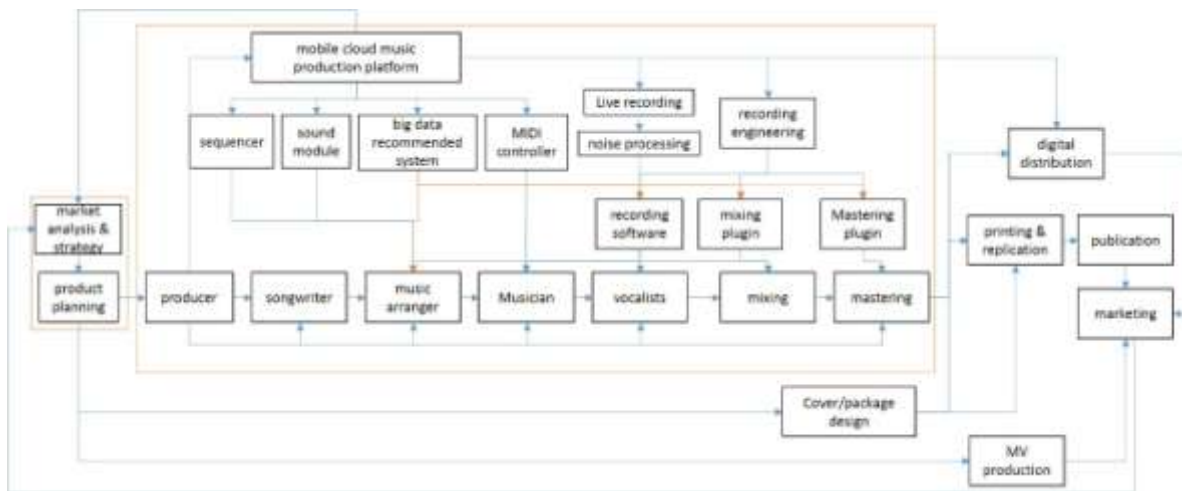 mobile cloud music
production platform
Live recording
noise processing
recording
engineering
sequencer
sound
module
big data
recommended
system
MIDI
controller
digital
distribution
market
analysis &
strategy
recording
software
mixing
plugin
Mastering
plugin
printing &
replication
publication
product
planning
producer
songwriter
music
arranger
Musician
vocalists
mixing
mastering
marketing
Cover/package
design
MV
production